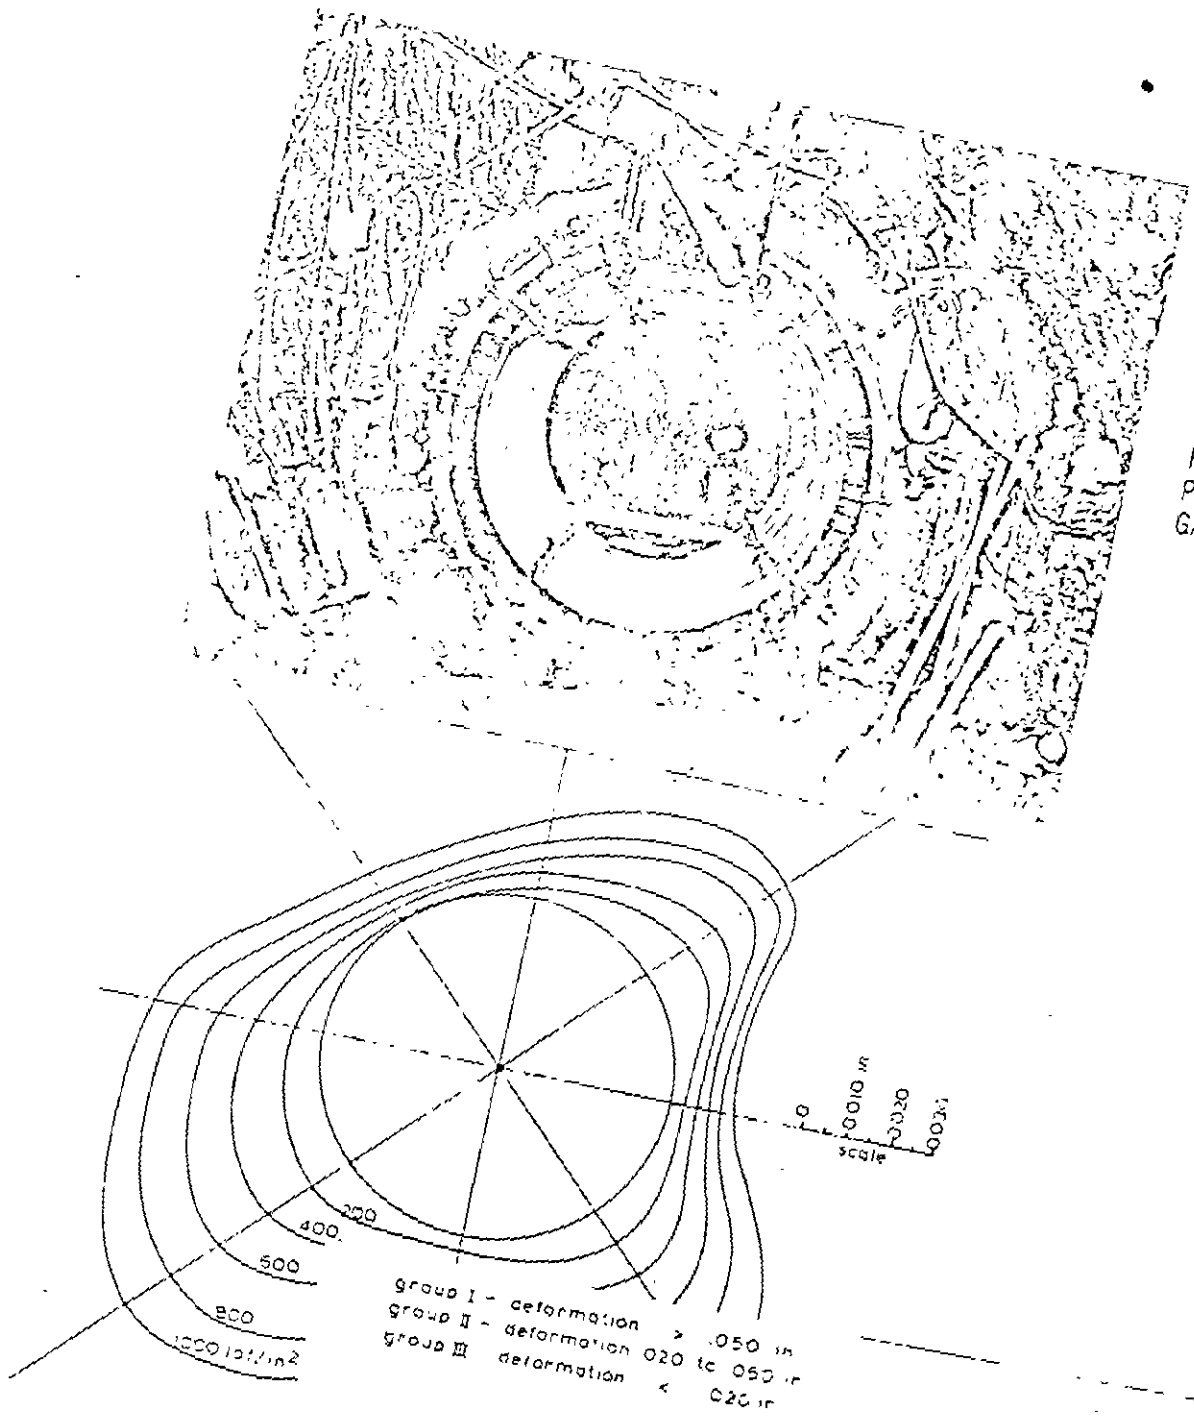 P
G
0
0010 in
0020
scale
200
400
600
800
1000 lbf/in2
group I - deformation > .050 in
group II - deformation 020 to 050 in
group III deformation < 020 in